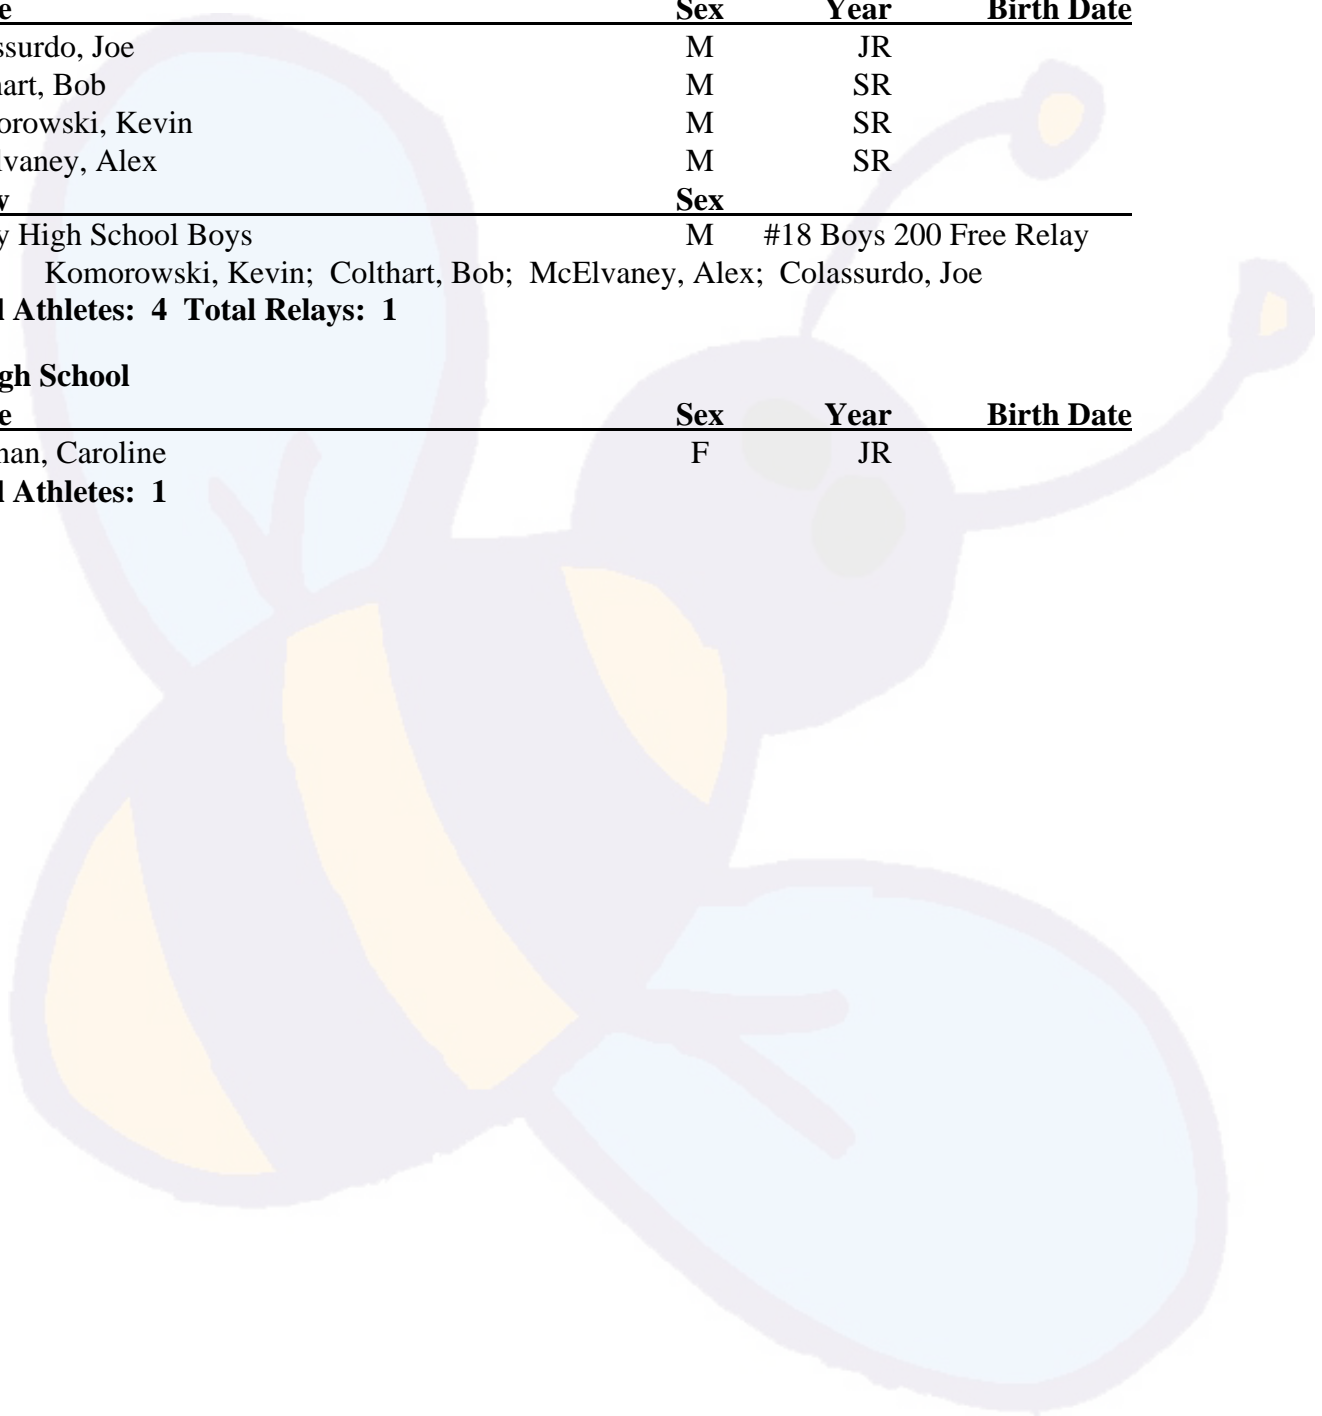 e Sex Year Birth Date
ssurdo, Joe M JR
hart, Bob M SR
orowski, Kevin M SR
lvaney, Alex M SR
y Sex
y High School Boys M #18 Boys 200 Free Relay
Komorowski, Kevin; Colthart, Bob; McElvaney, Alex; Colassurdo, Joe
l Athletes: 4 Total Relays: 1
gh School
e Sex Year Birth Date
nan, Caroline F JR
l Athletes: 1